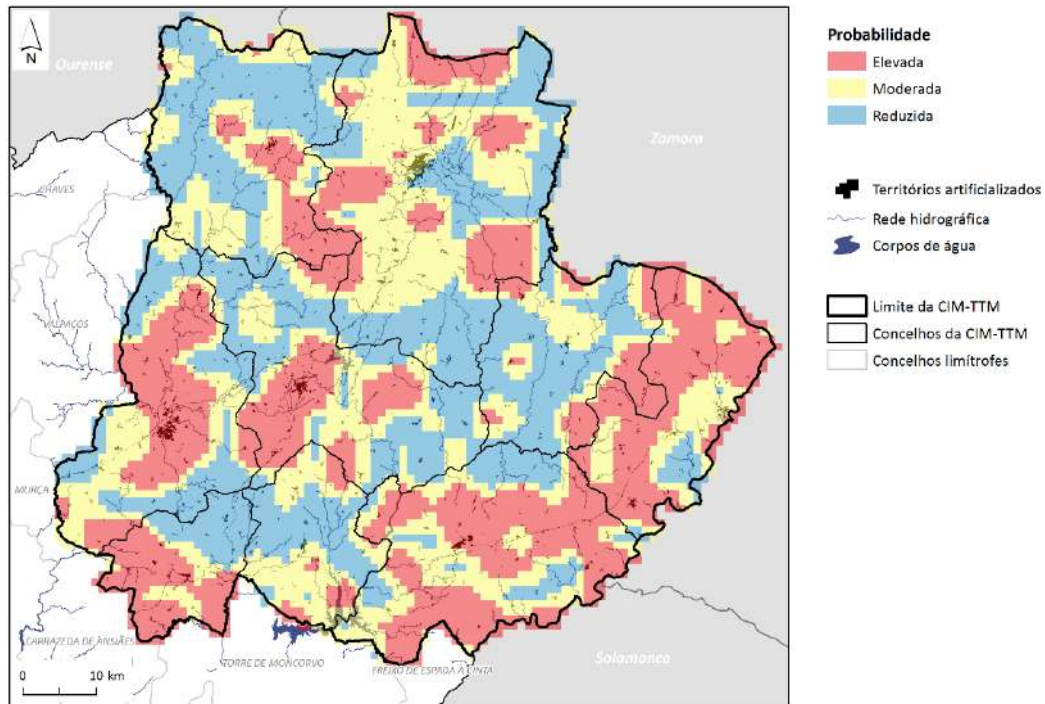 N
Ourense
Zamora
CHAVES
VALPAÇOS
MURÇA
CARRAZEDA DE ANSIÃES
TORRE DE MONCORVO
FREIXO DE ESPADA À CINTA
Salamanca
0 10 km
Probabilidade
Elevada
Moderada
Reduzida
Territórios artificializados
Rede hidrográfica
Corpos de água
Limite da CIM-TTM
Concelhos da CIM-TTM
Concelhos limítrofes